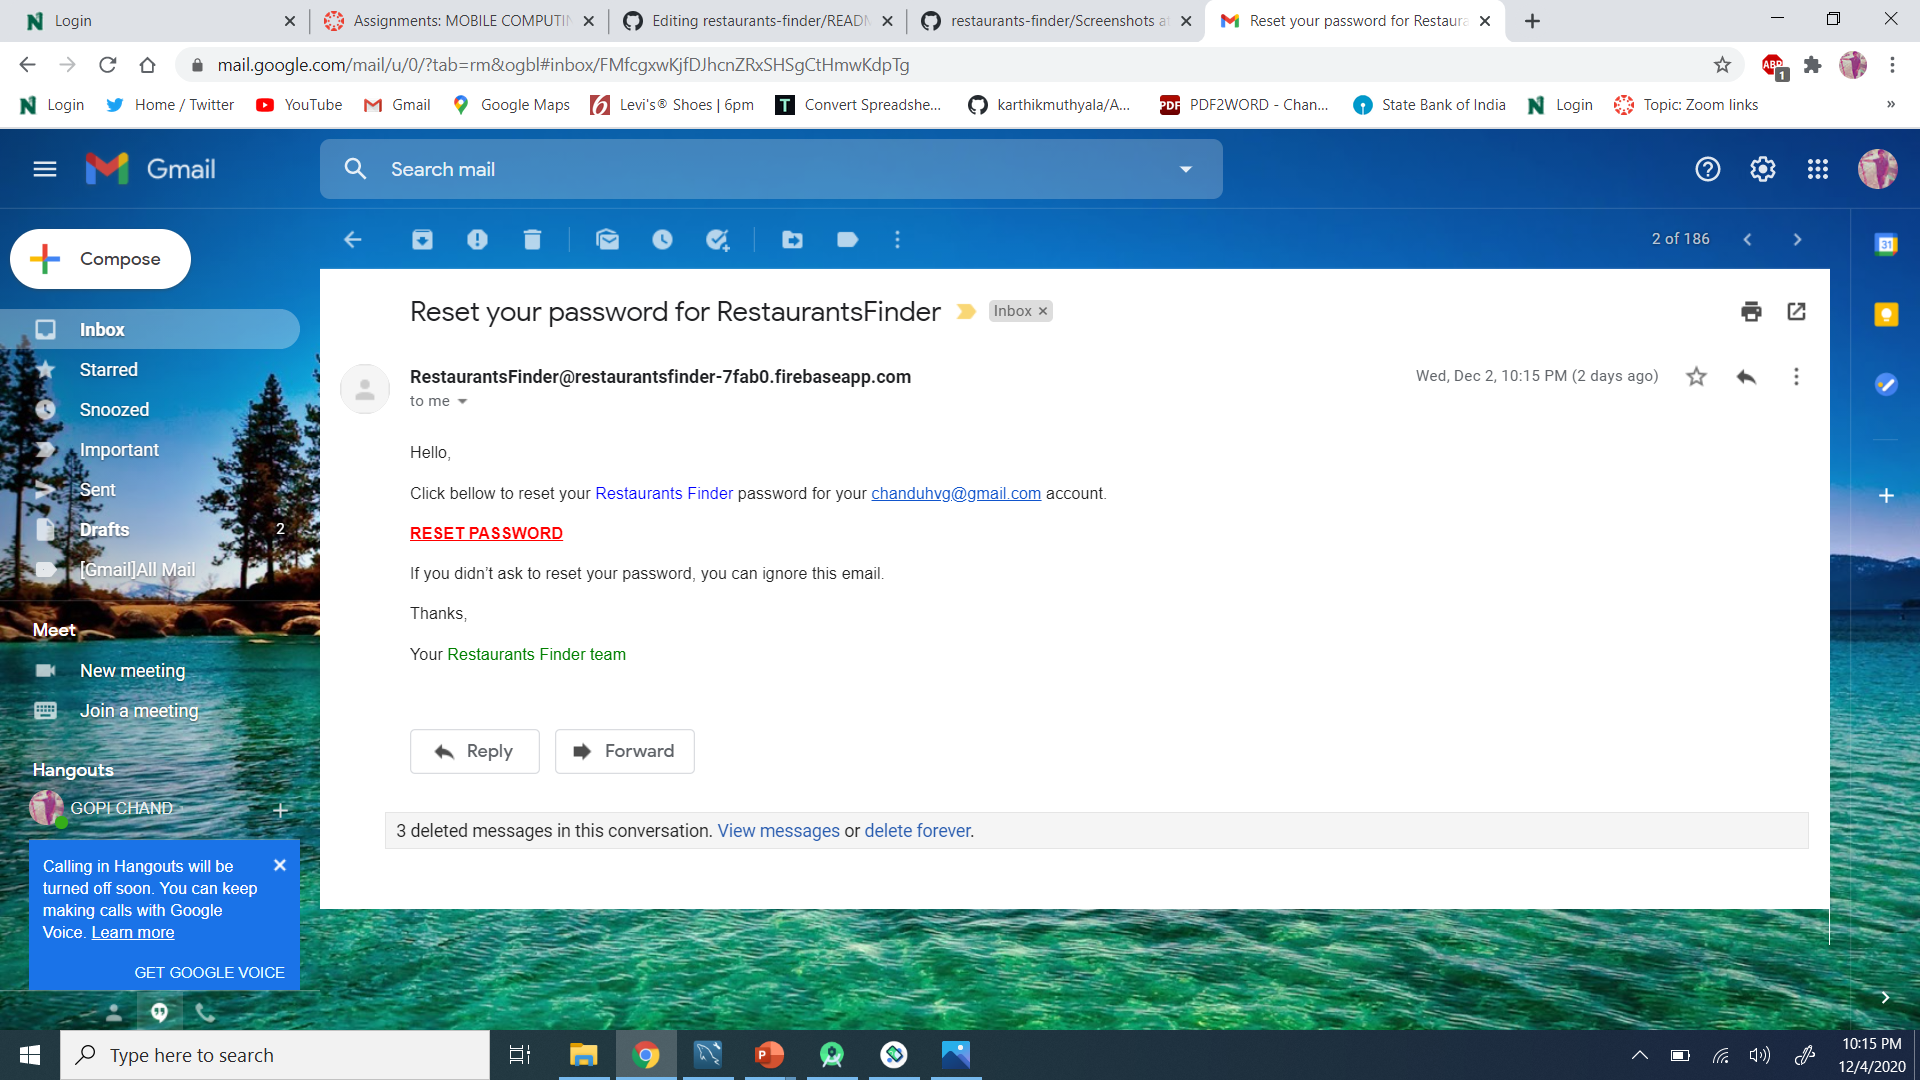 Login
Assignments: MOBILE COMPUTIN
Editing restaurants-finder/READM
restaurants-finder/Screenshots at
Reset your password for Restaura
mail.google.com/mail/u/0/?tab=rm&ogbl#inbox/FMfcgxwKjfDJhcnZRxSHSgCtHmwKdpTg
ABP
1
Login
Home / Twitter
YouTube
Gmail
Google Maps
Levi's® Shoes | 6pm
Convert Spreadshe...
karthikmuthyala/A...
PDF2WORD - Chan...
State Bank of India
Login
Topic: Zoom links
»
Gmail
Search mail
Compose
2 of 186
31
Inbox
Starred
Snoozed
Important
Sent
Drafts 2
[Gmail]All Mail
Meet
New meeting
Join a meeting
Hangouts
GOPI CHAND
Calling in Hangouts will be
turned off soon. You can keep
making calls with Google
Voice. Learn more
GET GOOGLE VOICE
Reset your password for RestaurantsFinder
Inbox
RestaurantsFinder@restaurantsfinder-7fab0.firebaseapp.com
Wed, Dec 2, 10:15 PM (2 days ago)
to me
Hello,
Click bellow to reset your Restaurants Finder password for your chanduhvg@gmail.com account.
RESET PASSWORD
If you didn’t ask to reset your password, you can ignore this email.
Thanks,
Your Restaurants Finder team
Reply
Forward
3 deleted messages in this conversation. View messages or delete forever.
Type here to search
10:15 PM
12/4/2020